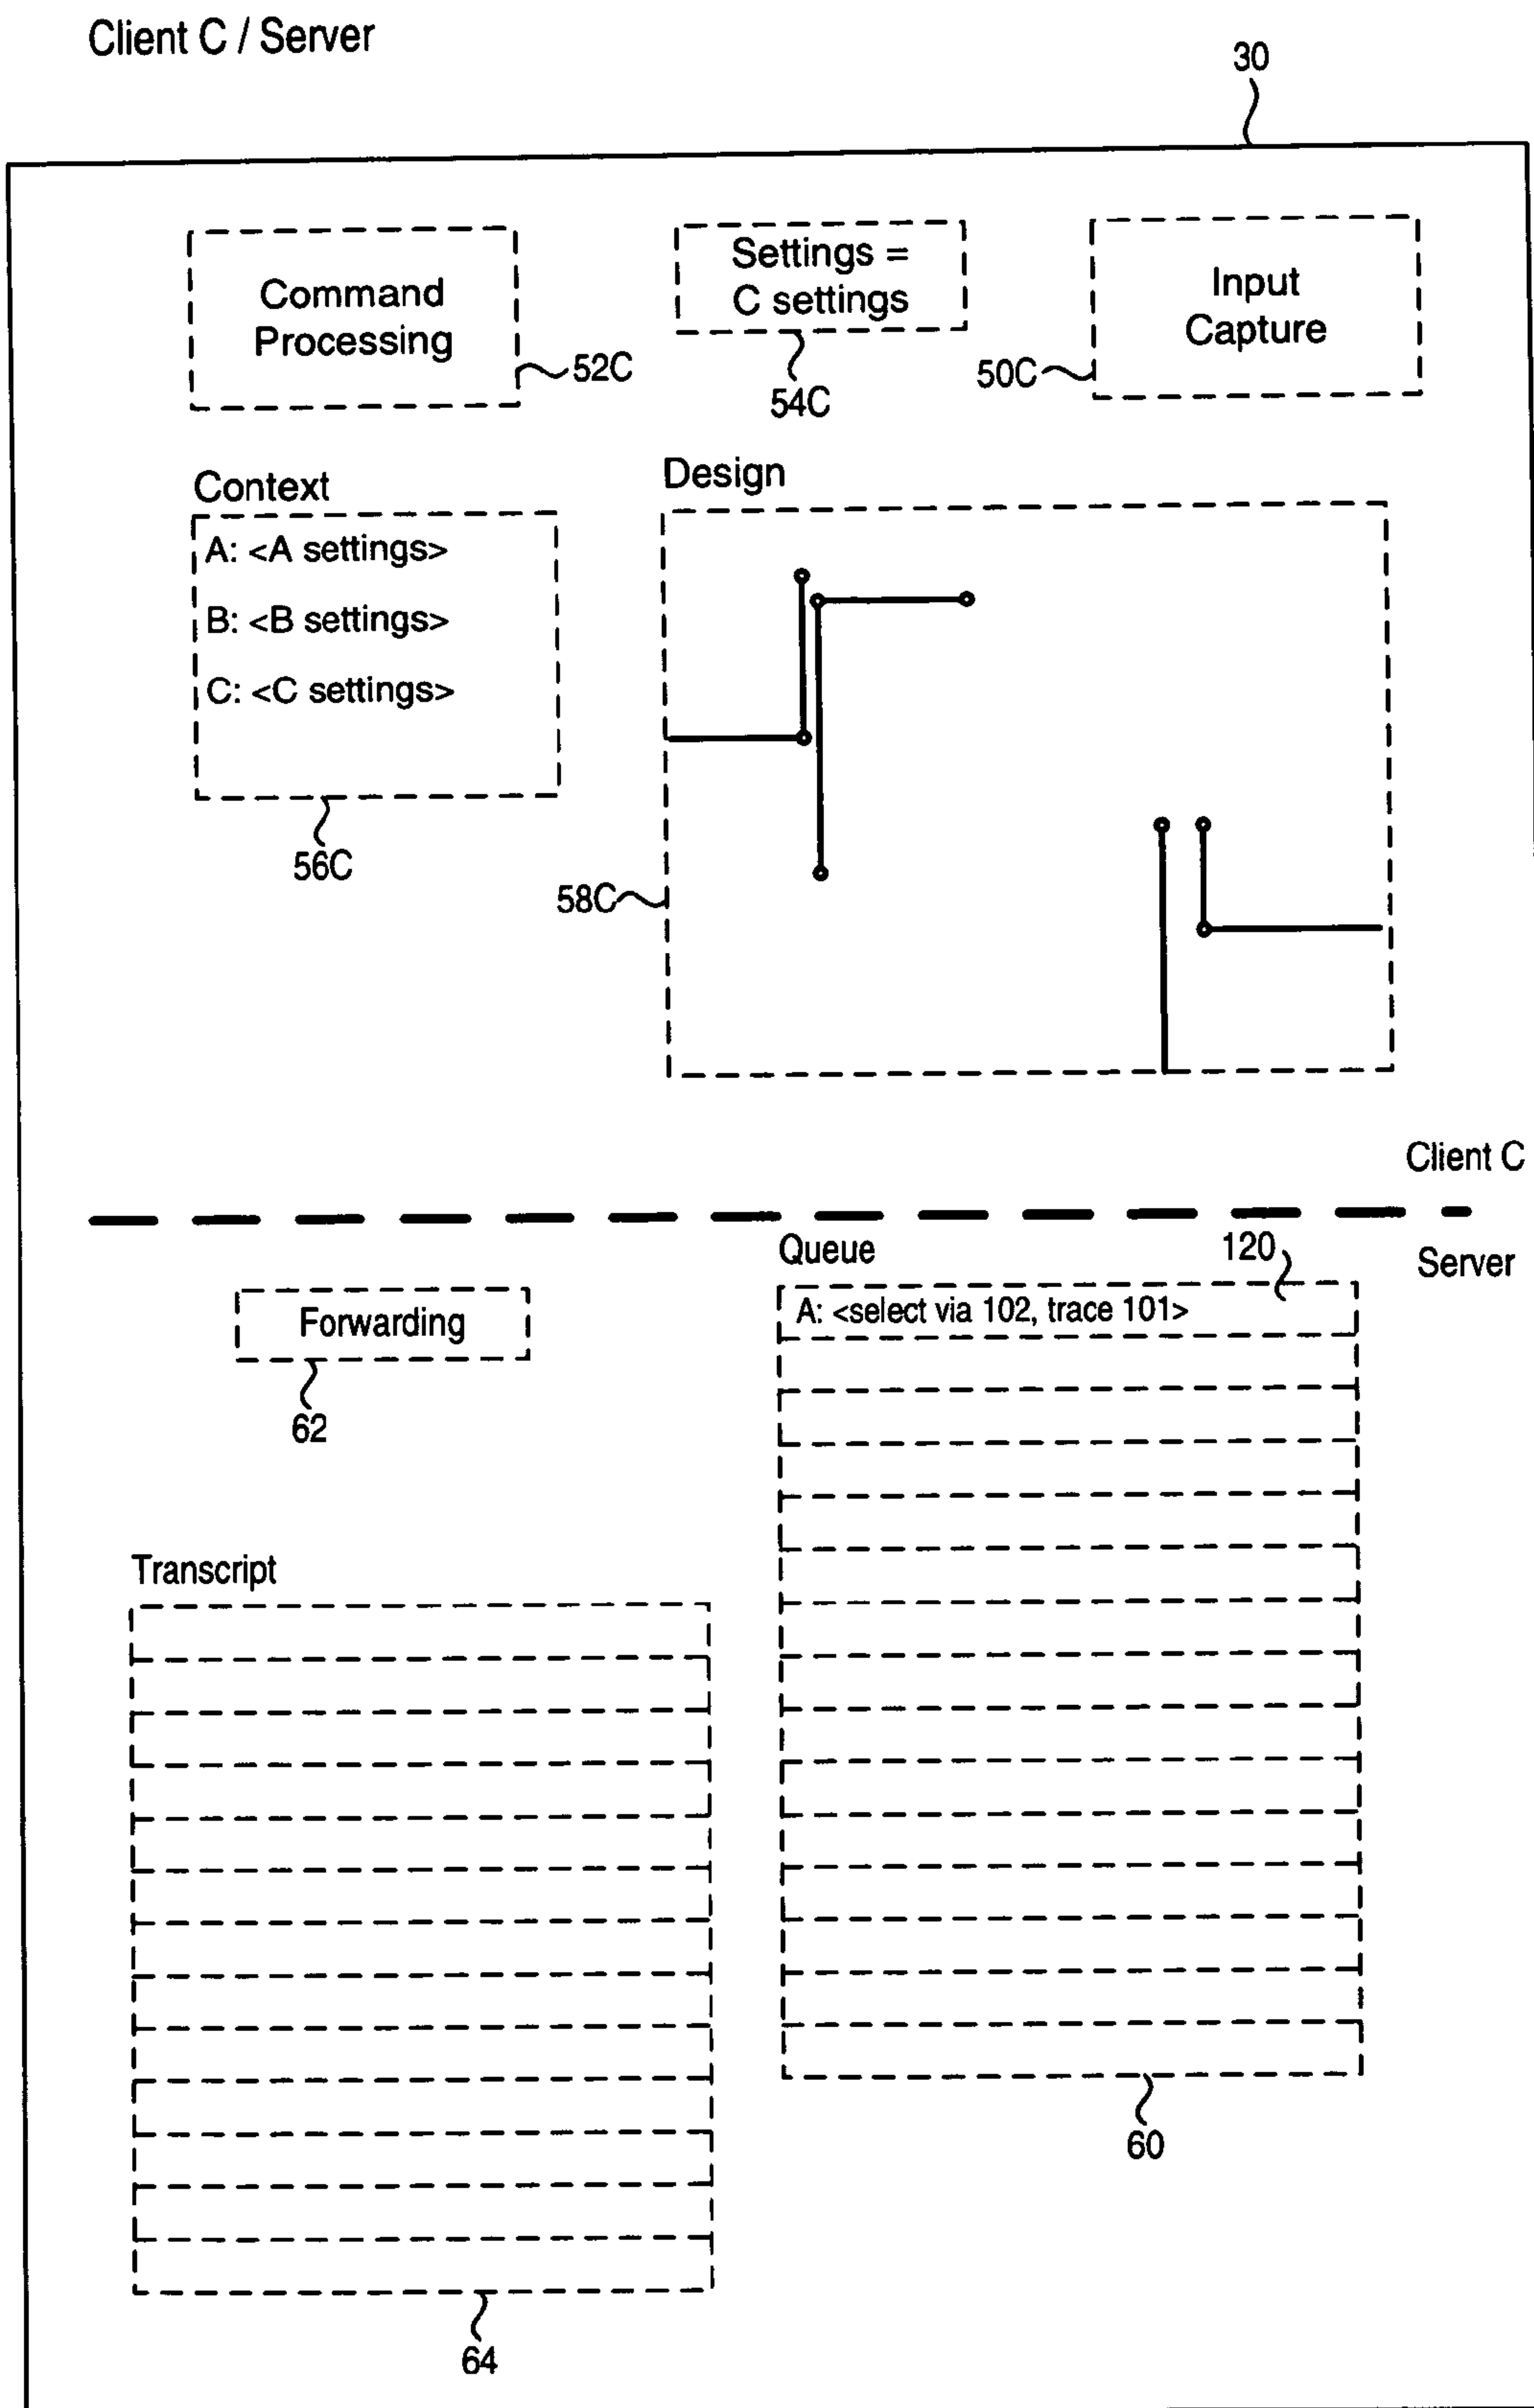 Client C / Server
30
Command
Processing
52C
Settings =
C settings
54C
Input
Capture
50C
Context
A: <A settings>
B: <B settings>
C: <C settings>
56C
Design
58C
Client C
Server
Forwarding
62
Queue
120
A: <select via 102, trace 101>
60
Transcript
64